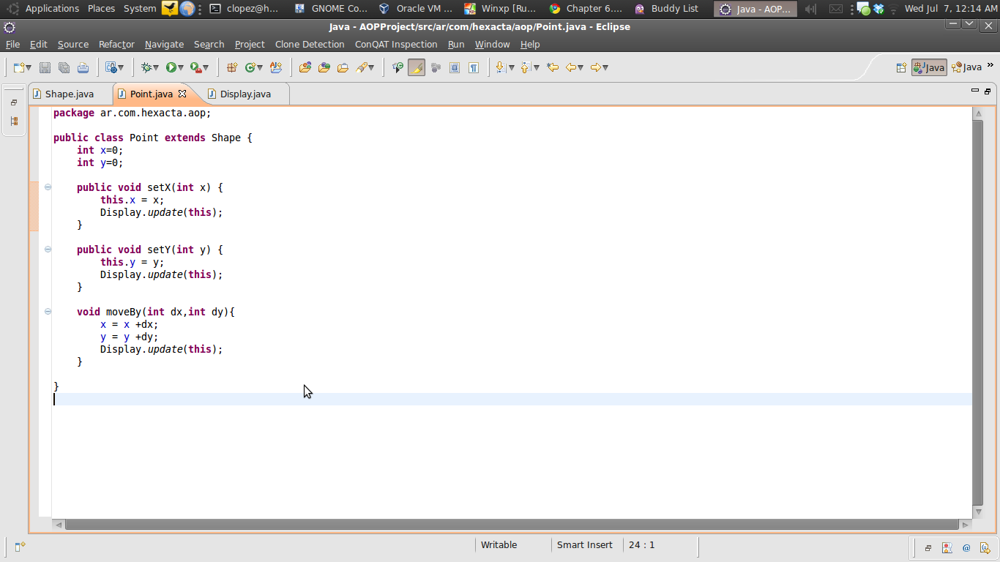 Applications Places System clopez@h... GNOME Co... Oracle VM ... Winxp [Ru... Chapter 6.... Buddy List Java - AOP... Wed Jul 7, 12:14 AM
Java - AOPProject/src/ar/com/hexacta/aop/Point.java - Eclipse
File Edit Source Refactor Navigate Search Project Clone Detection ConQAT Inspection Run Window Help
Java Java »
Shape.java Point.java Display.java
package ar.com.hexacta.aop;
public class Point extends Shape {
    int x=0;
    int y=0;
    public void setX(int x) {
        this.x = x;
        Display.update(this);
    }
    public void setY(int y) {
        this.y = y;
        Display.update(this);
    }
    void moveBy(int dx,int dy){
        x = x +dx;
        y = y +dy;
        Display.update(this);
    }
}
Writable Smart Insert 24 : 1